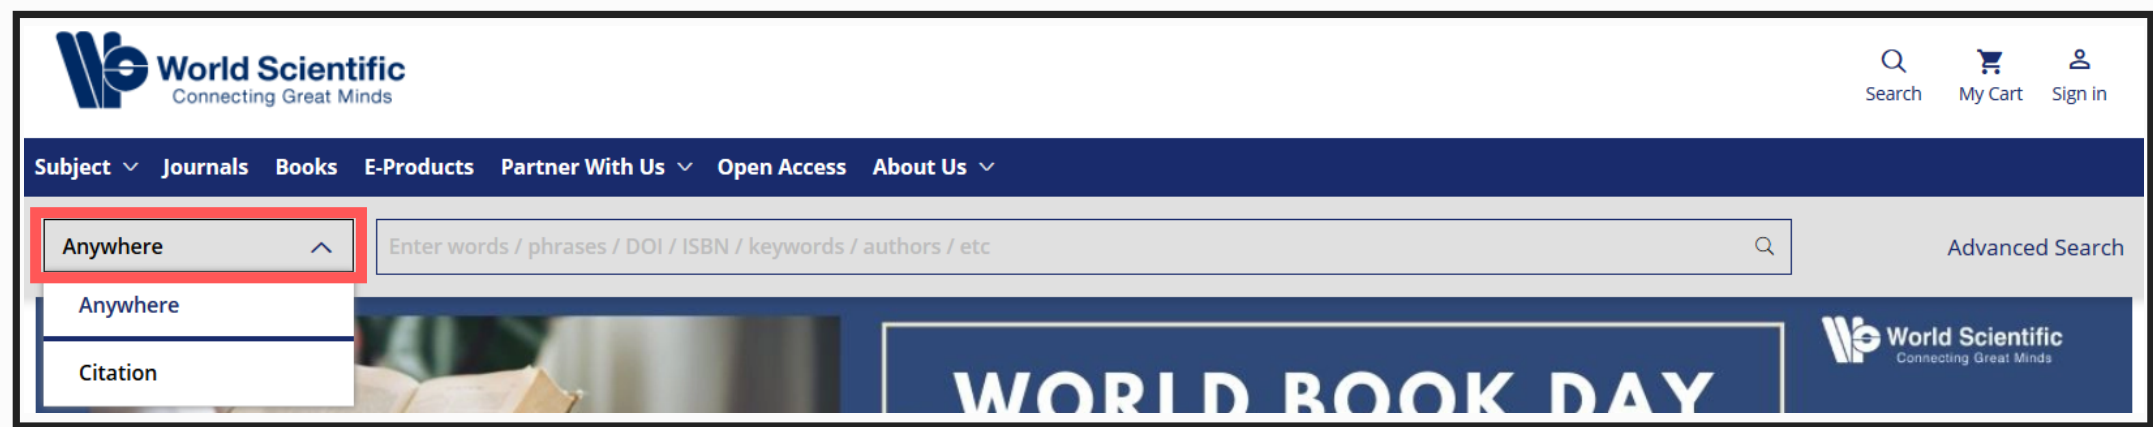 World Scientific
Connecting Great Minds
Search My Cart Sign in
Subject Journals Books E-Products Partner With Us Open Access About Us
Anywhere Enter words / phrases / DOI / ISBN / keywords / authors / etc Advanced Search
Anywhere
Citation
World Scientific
Connecting Great Minds
WORLD BOOK DAY